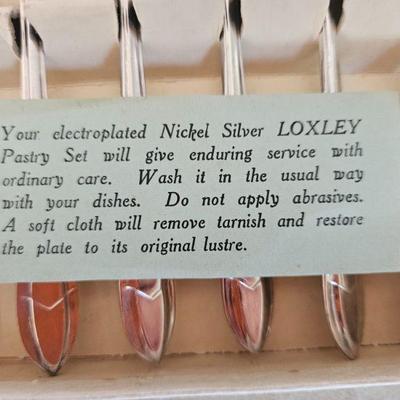 Your electroplated Nickel Silver LOXLEY
Pastry Set will give enduring service with
ordinary care. Wash it in the usual way
with your dishes. Do not apply abrasives.
A soft cloth will remove tarnish and restore
the plate to its original lustre.